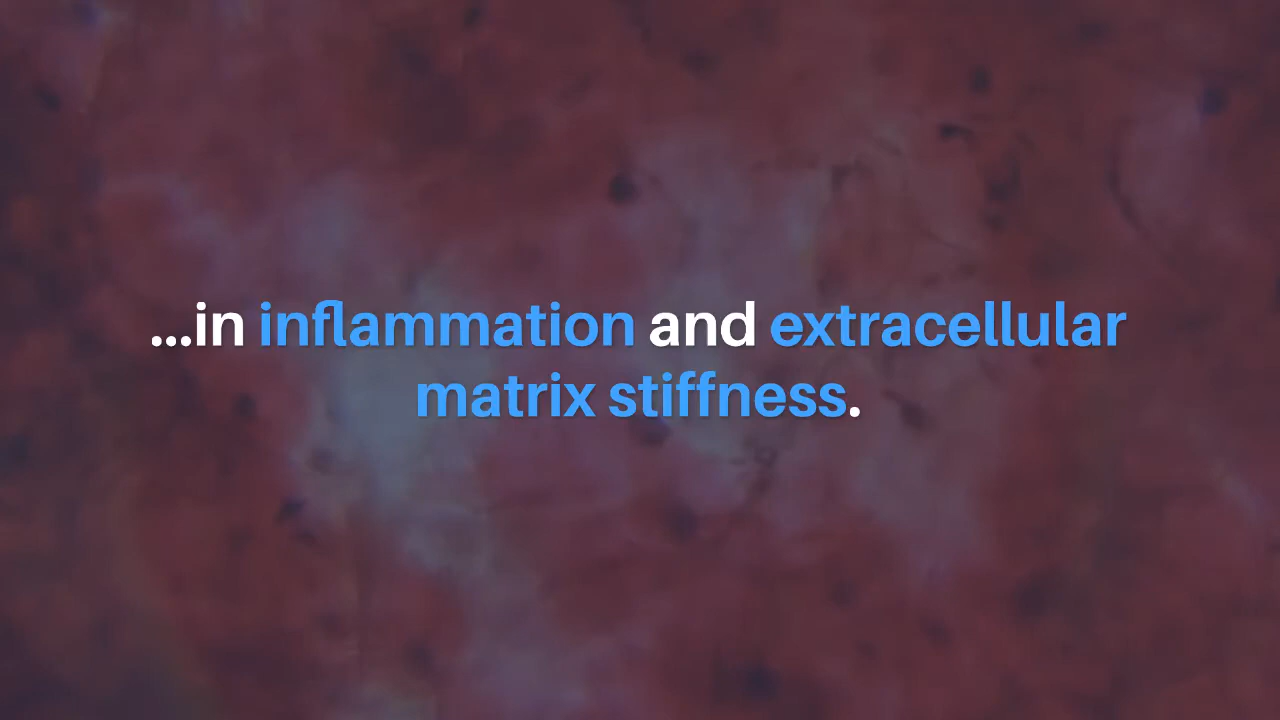 ...in inflammation and extracellular
matrix stiffness.